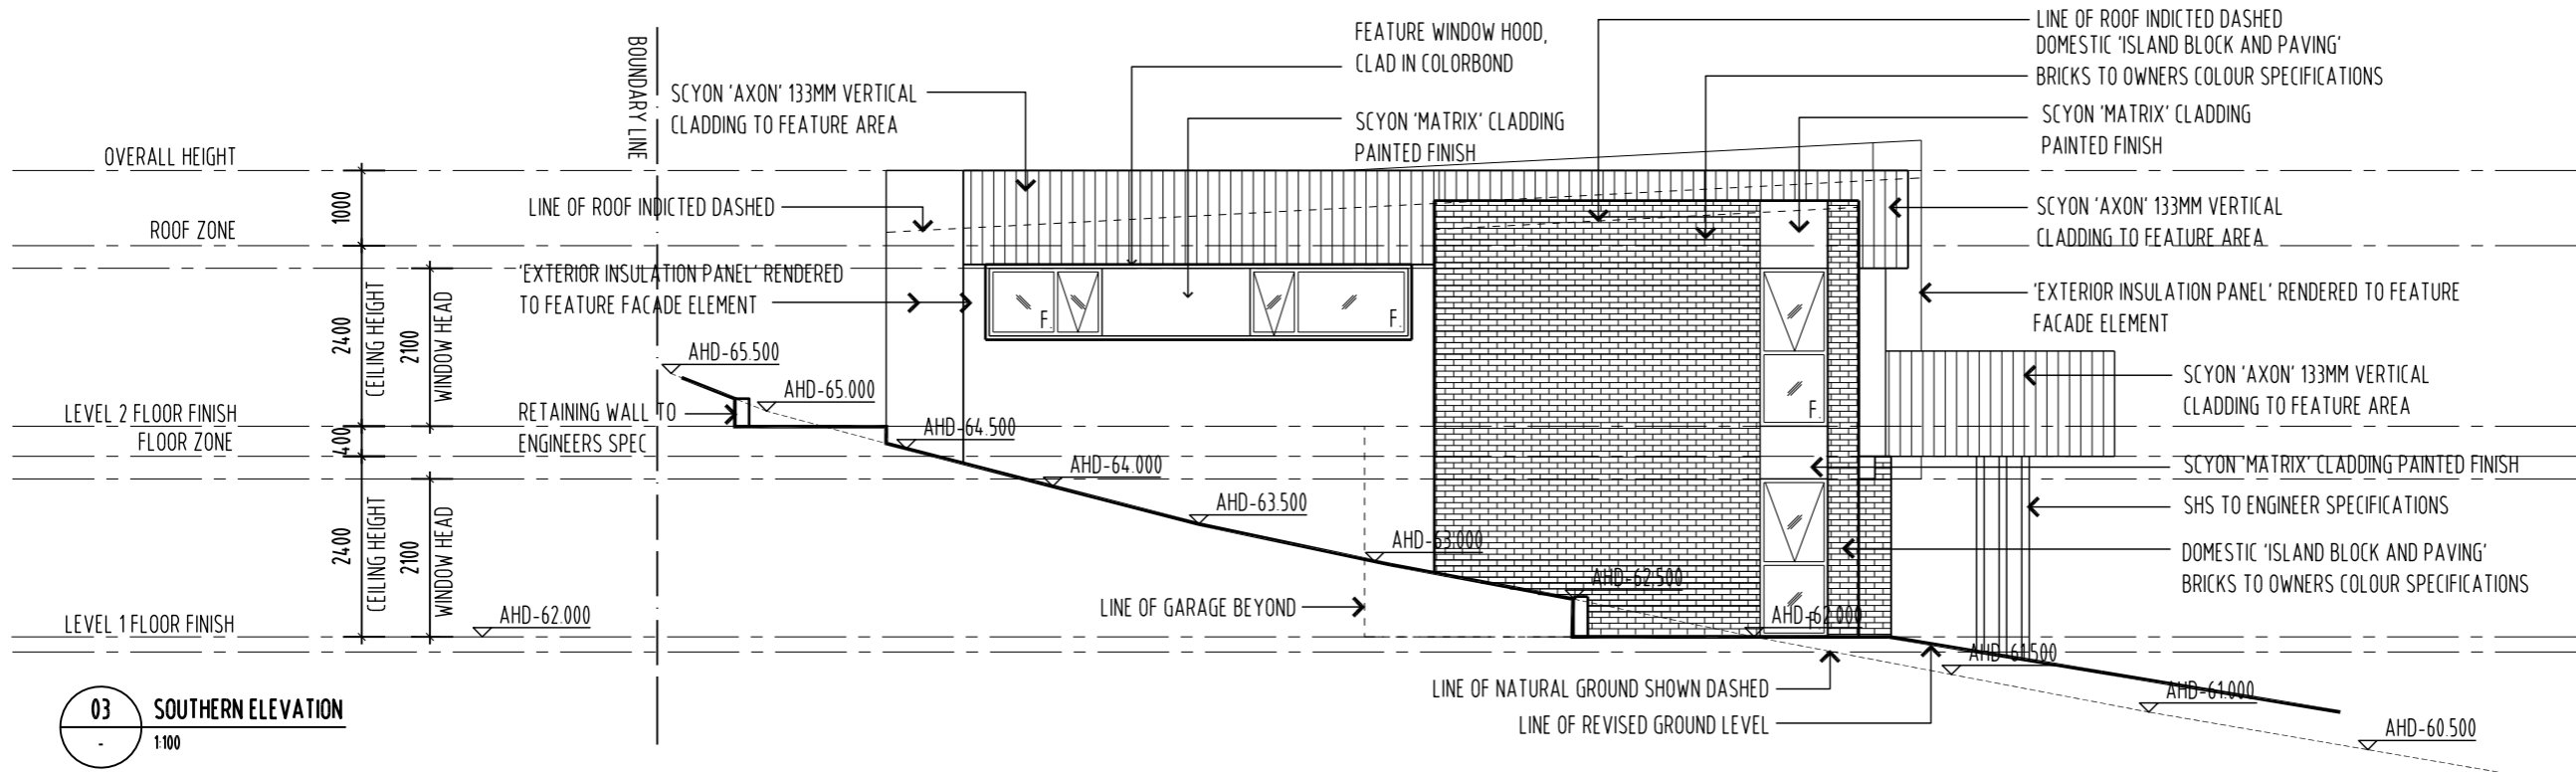 BOUNDARY LINE
SCYON 'AXON' 133MM VERTICAL
CLADDING TO FEATURE AREA
FEATURE WINDOW HOOD,
CLAD IN COLORBOND
SCYON 'MATRIX' CLADDING
PAINTED FINISH
LINE OF ROOF INDICTED DASHED
DOMESTIC 'ISLAND BLOCK AND PAVING'
BRICKS TO OWNERS COLOUR SPECIFICATIONS
SCYON 'MATRIX' CLADDING
PAINTED FINISH
OVERALL HEIGHT
1000
ROOF ZONE
LINE OF ROOF INDICTED DASHED
SCYON 'AXON' 133MM VERTICAL
CLADDING TO FEATURE AREA
'EXTERIOR INSULATION PANEL' RENDERED
TO FEATURE FACADE ELEMENT
'EXTERIOR INSULATION PANEL' RENDERED TO FEATURE
FACADE ELEMENT
2400
CEILING HEIGHT
2100
WINDOW HEAD
F.
F.
F.
AHD-65.500
AHD-65.000
AHD-64.500
AHD-64.000
AHD-63.500
AHD-63.000
AHD-62.500
AHD-62.000
AHD-61.500
AHD-61.000
AHD-60.500
RETAINING WALL TO
ENGINEERS SPEC
LEVEL 2 FLOOR FINISH
FLOOR ZONE
400
SCYON 'AXON' 133MM VERTICAL
CLADDING TO FEATURE AREA
SCYON 'MATRIX' CLADDING PAINTED FINISH
SHS TO ENGINEER SPECIFICATIONS
DOMESTIC 'ISLAND BLOCK AND PAVING'
BRICKS TO OWNERS COLOUR SPECIFICATIONS
2400
CEILING HEIGHT
2100
WINDOW HEAD
F.
LEVEL 1 FLOOR FINISH
AHD-62.000
LINE OF GARAGE BEYOND
LINE OF NATURAL GROUND SHOWN DASHED
LINE OF REVISED GROUND LEVEL
03
-
SOUTHERN ELEVATION
1:100